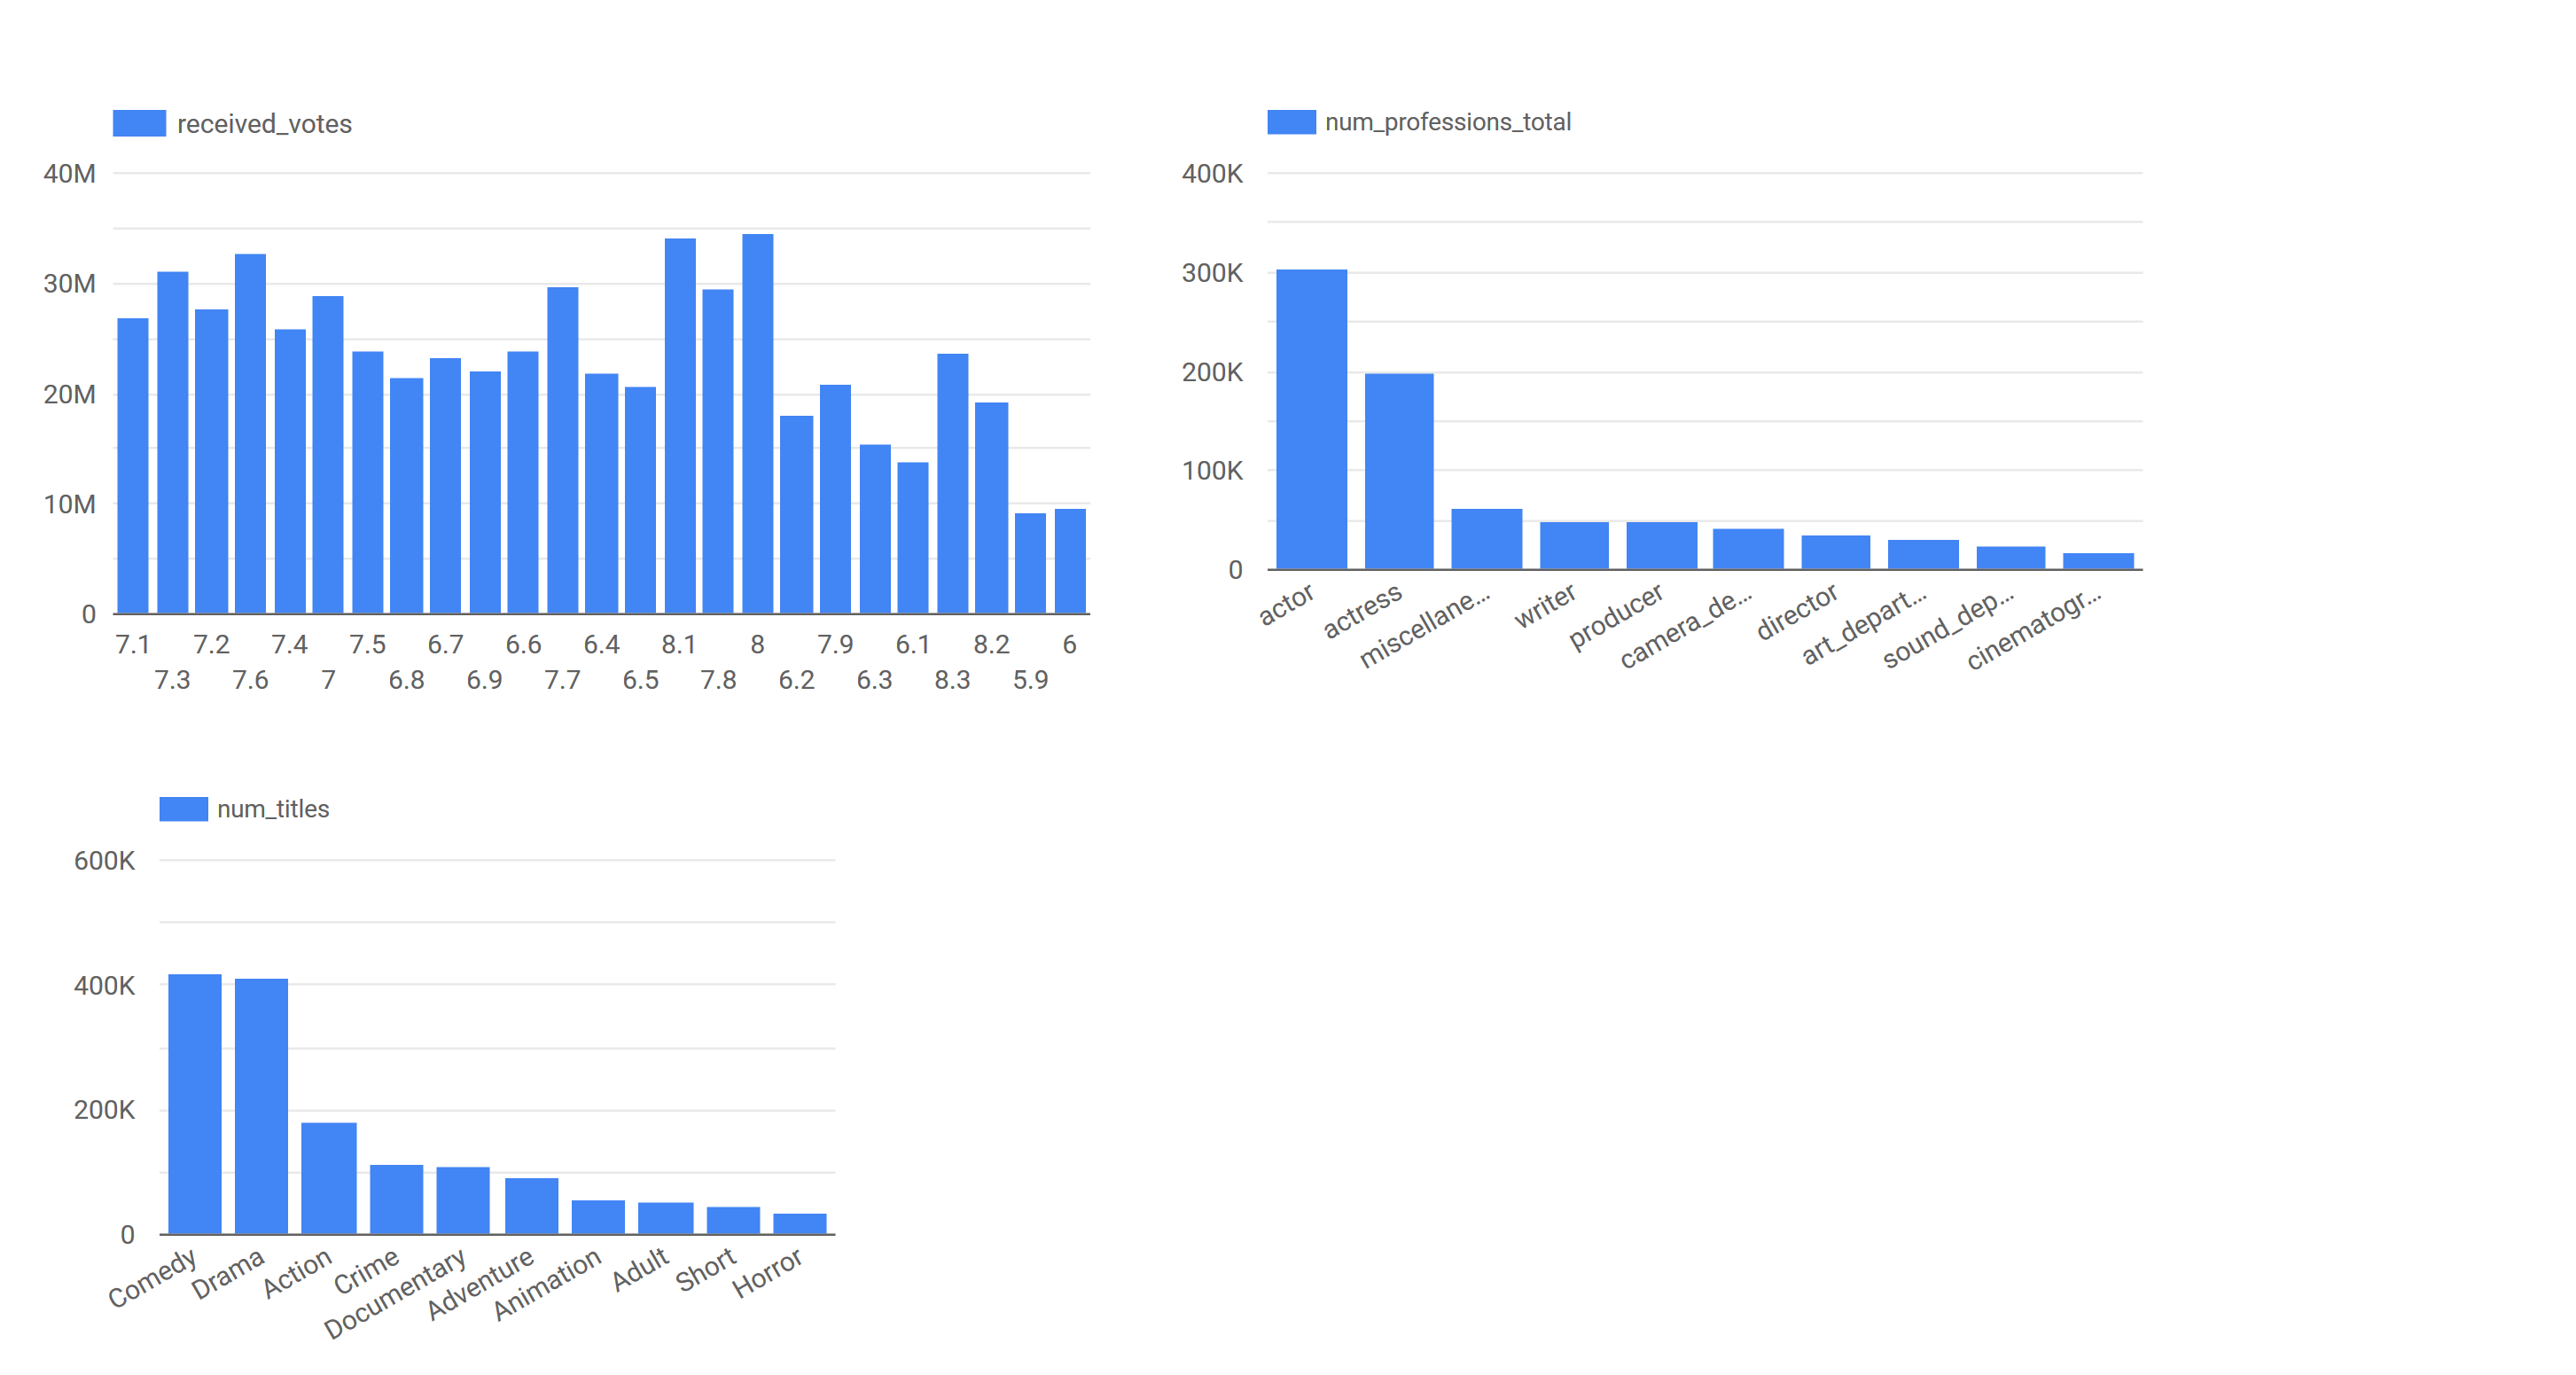 received_votes
40M
30M
20M
10M
0
7.1 7.2 7.4 7.5 6.7 6.6 6.4 8.1 8 7.9 6.1 8.2 6
7.3 7.6 7 6.8 6.9 7.7 6.5 7.8 6.2 6.3 8.3 5.9
num_professions_total
400K
300K
200K
100K
0
actor
actress
miscellane...
writer
producer
camera_de...
director
art_depart...
sound_dep...
cinematogr...
num_titles
600K
400K
200K
0
Comedy
Drama
Action
Crime
Documentary
Adventure
Animation
Adult
Short
Horror